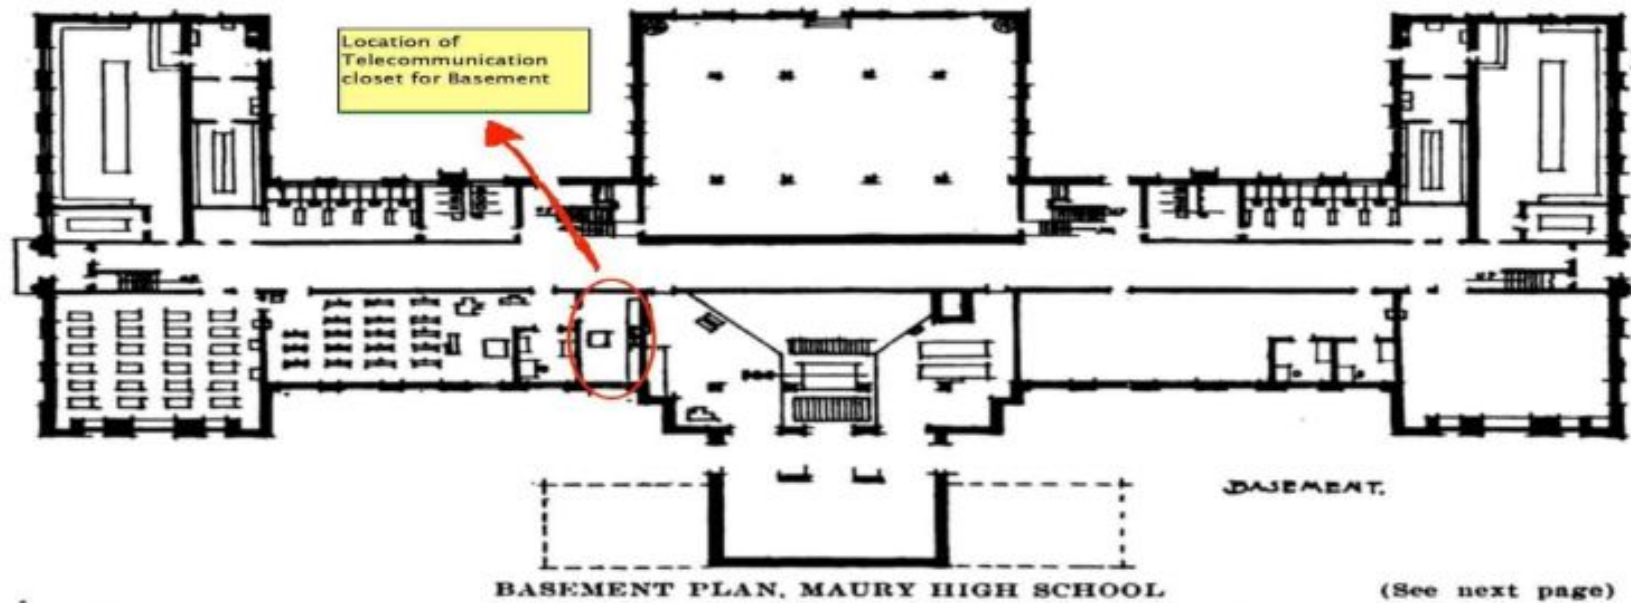 Location of
Telecommunication
closet for Basement
BASEMENT.
BASEMENT PLAN, MAURY HIGH SCHOOL
(See next page)